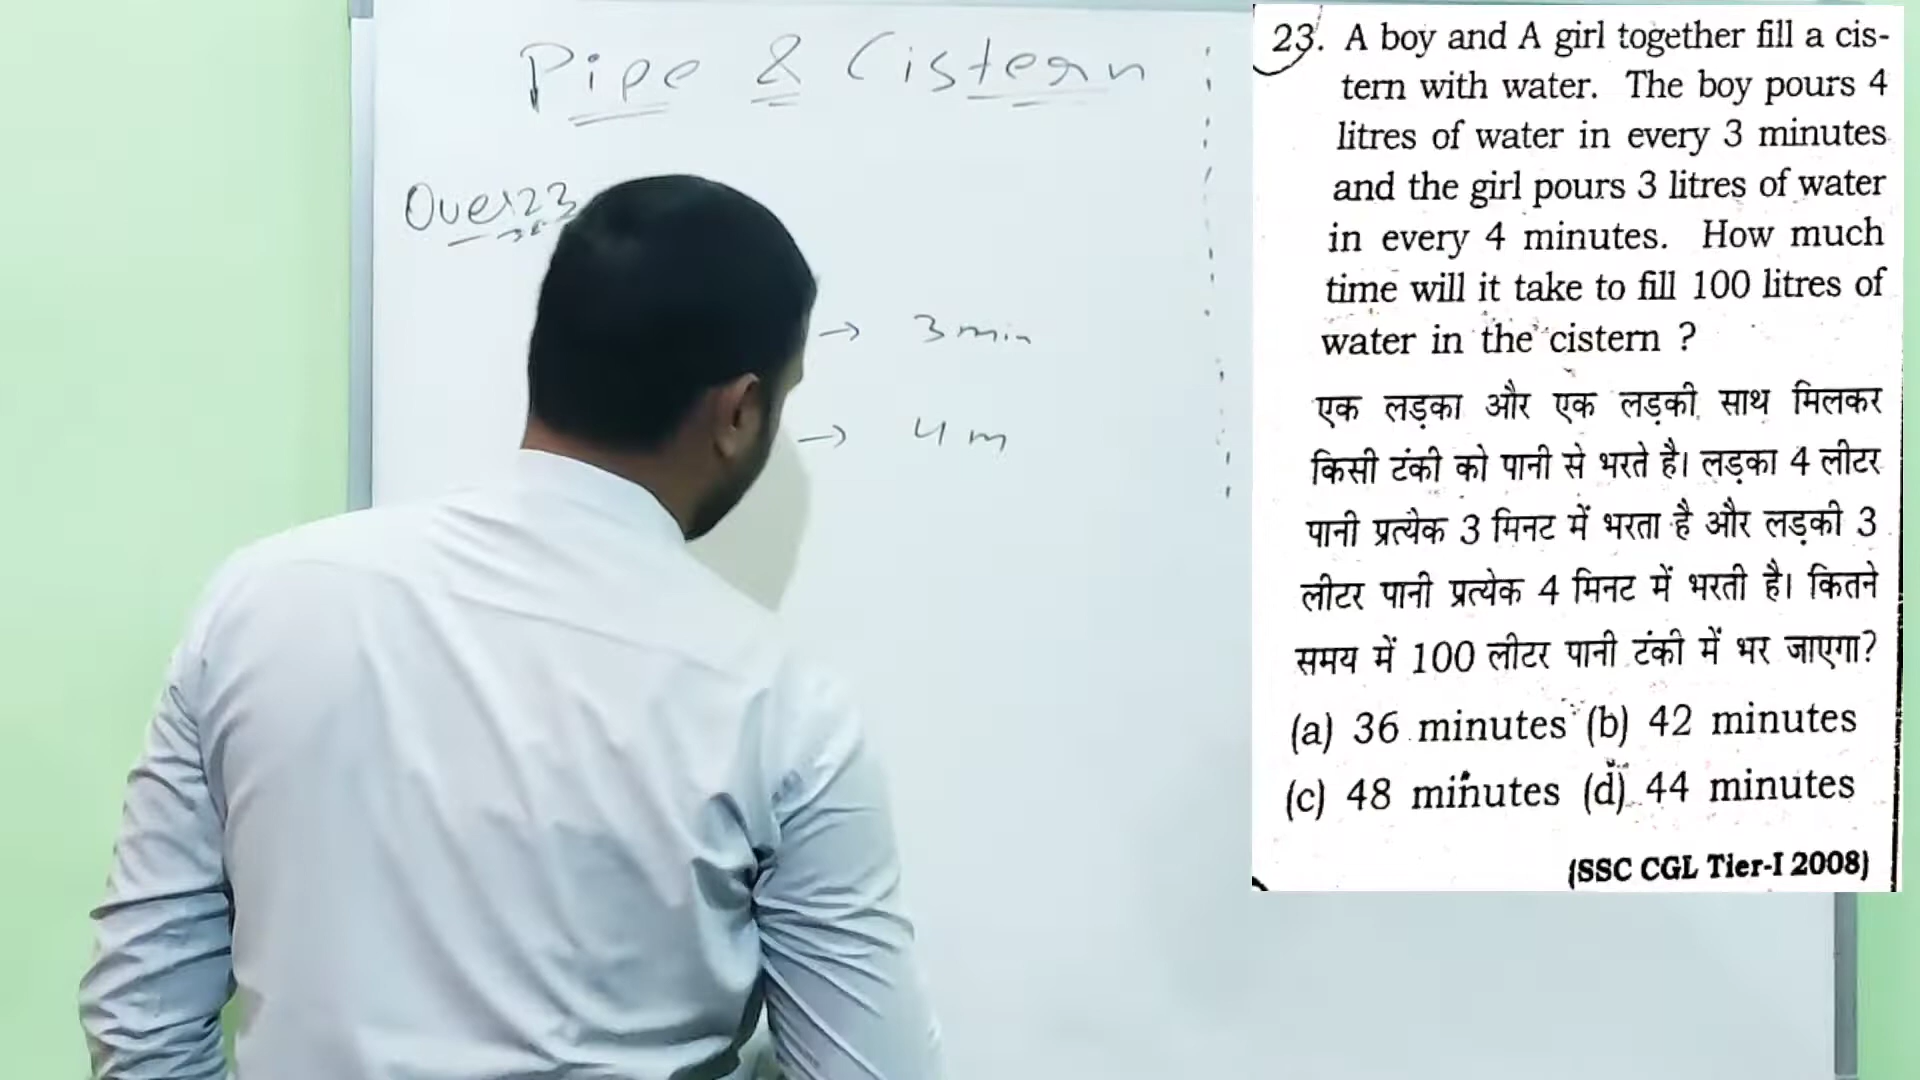 Pipe & Cistern
Ques 23
→ 3 min
→ 4 m
23. A boy and A girl together fill a cis-
tern with water. The boy pours 4
litres of water in every 3 minutes
and the girl pours 3 litres of water
in every 4 minutes. How much
time will it take to fill 100 litres of
water in the cistern ?
एक लड़का और एक लड़की साथ मिलकर
किसी टंकी को पानी से भरते है। लड़का 4 लीटर
पानी प्रत्येक 3 मिनट में भरता है और लड़की 3
लीटर पानी प्रत्येक 4 मिनट में भरती है। कितने
समय में 100 लीटर पानी टंकी में भर जाएगा?
(a) 36 minutes (b) 42 minutes
(c) 48 minutes (d) 44 minutes
(SSC CGL Tier-I 2008)